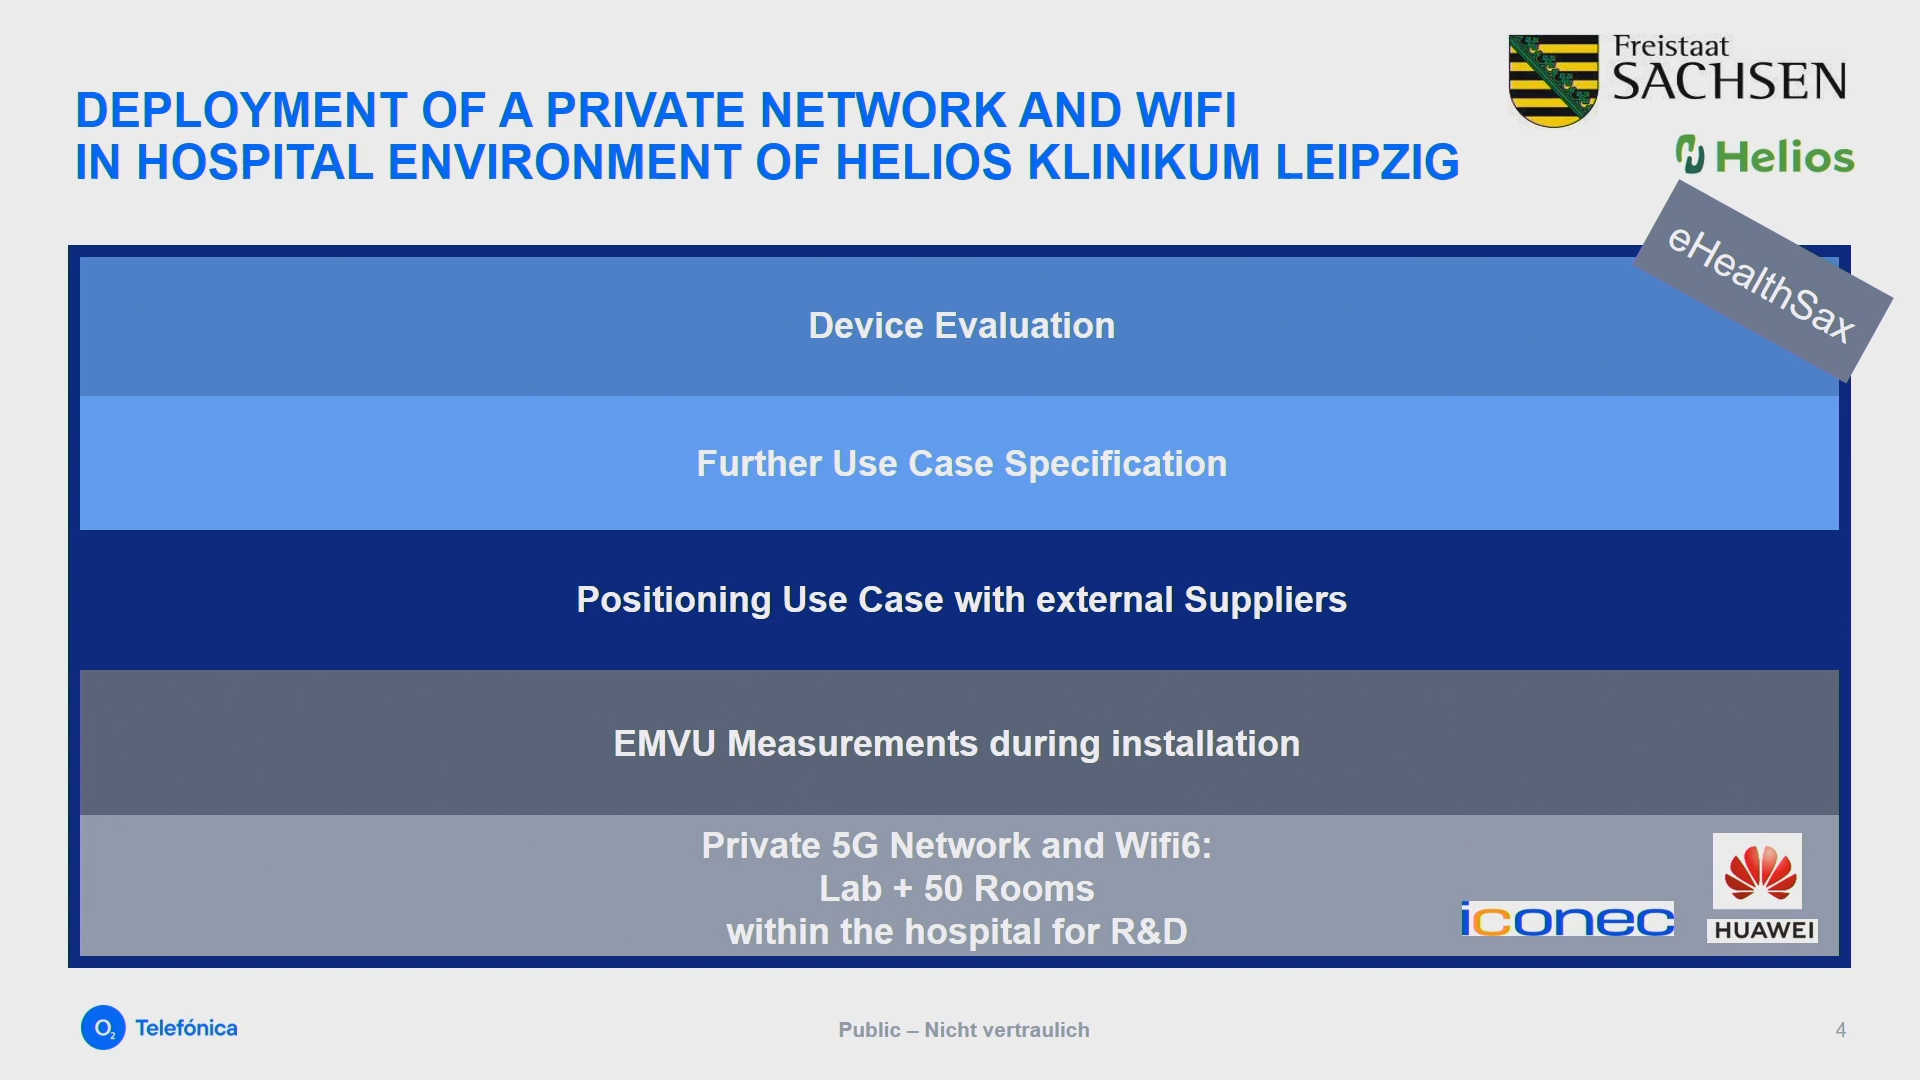 Freistaat
SACHSEN
DEPLOYMENT OF A PRIVATE NETWORK AND WIFI
IN HOSPITAL ENVIRONMENT OF HELIOS KLINIKUM LEIPZIG
Helios
eHealthSax
Device Evaluation
Further Use Case Specification
Positioning Use Case with external Suppliers
EMVU Measurements during installation
Private 5G Network and Wifi6:
Lab + 50 Rooms
within the hospital for R&D
iconec
HUAWEI
O2 Telefónica
Public – Nicht vertraulich
4